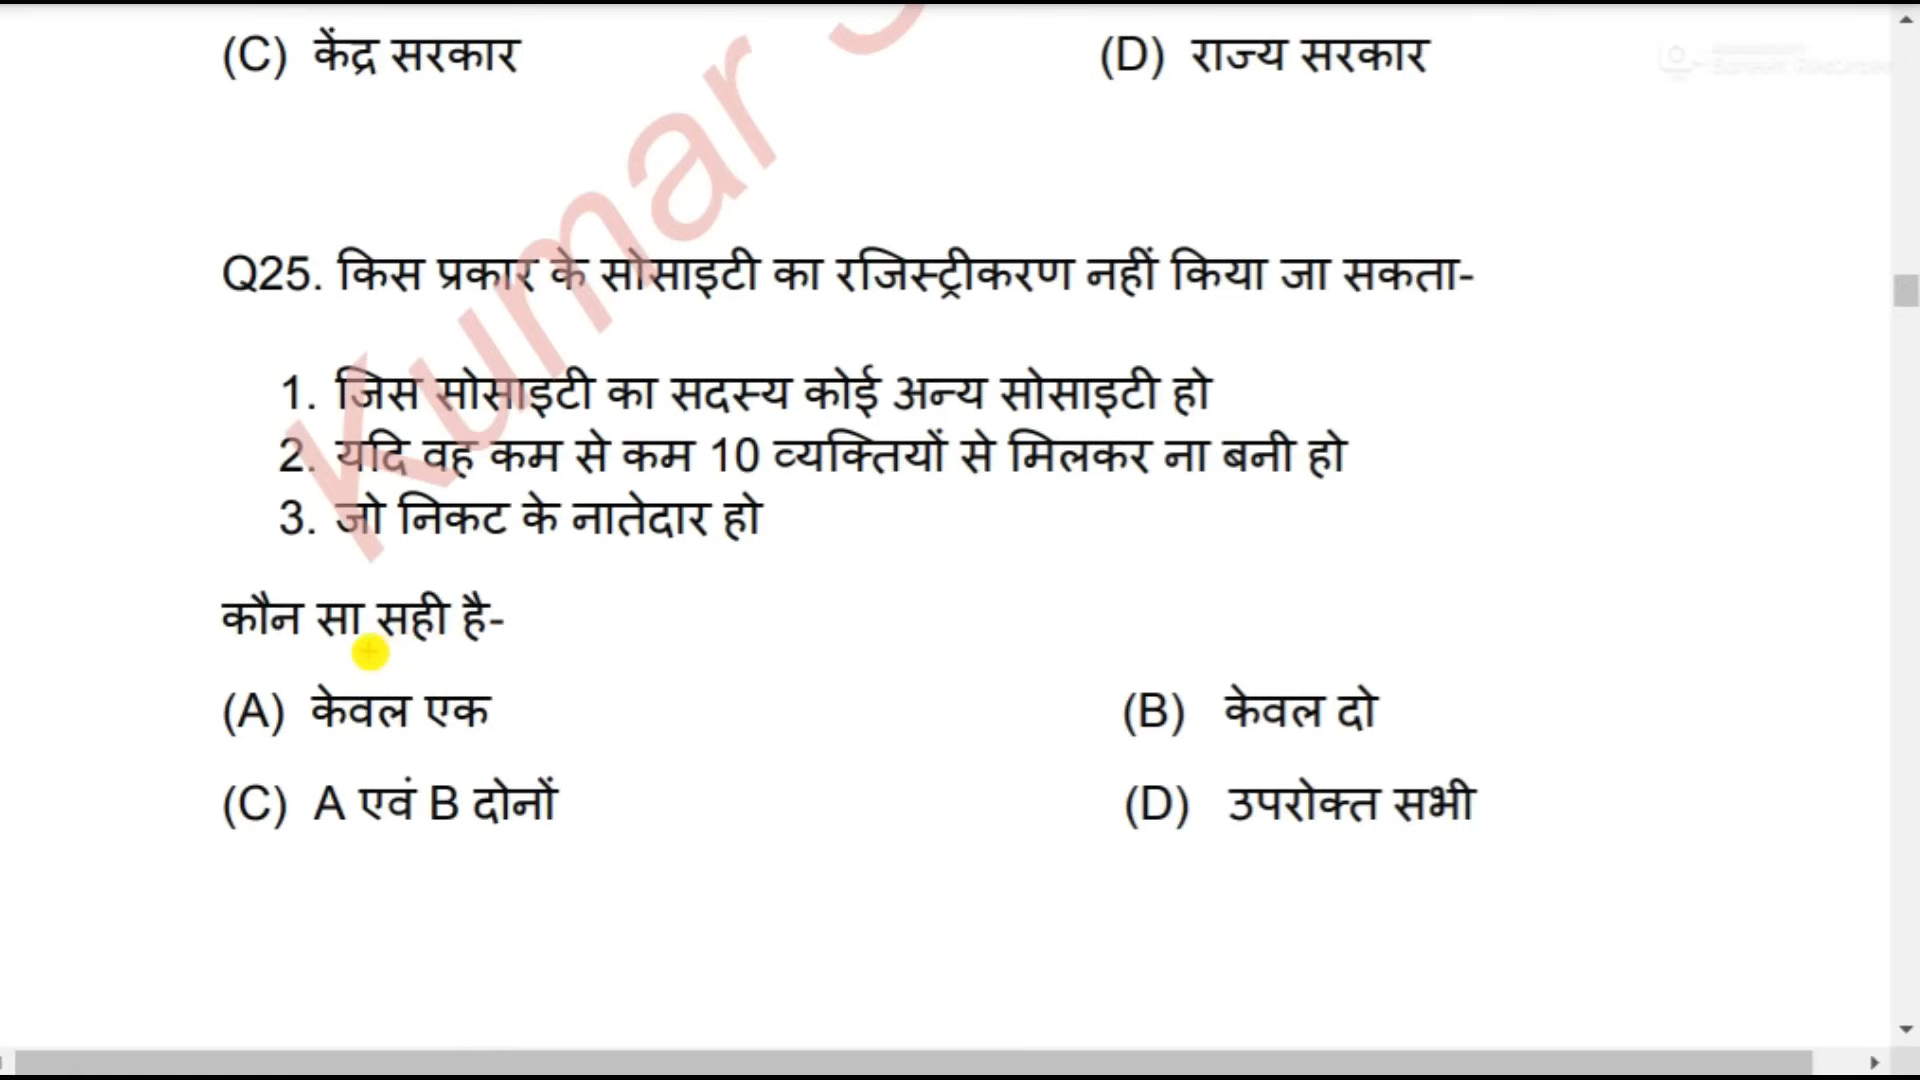 (C) केंद्र सरकार (D) राज्य सरकार
Kumar S
Q25. किस प्रकार के सोसाइटी का रजिस्ट्रीकरण नहीं किया जा सकता-
1. जिस सोसाइटी का सदस्य कोई अन्य सोसाइटी हो
2. यदि वह कम से कम 10 व्यक्तियों से मिलकर ना बनी हो
3. जो निकट के नातेदार हो
कौन सा सही है-
(A) केवल एक (B) केवल दो
(C) A एवं B दोनों (D) उपरोक्त सभी